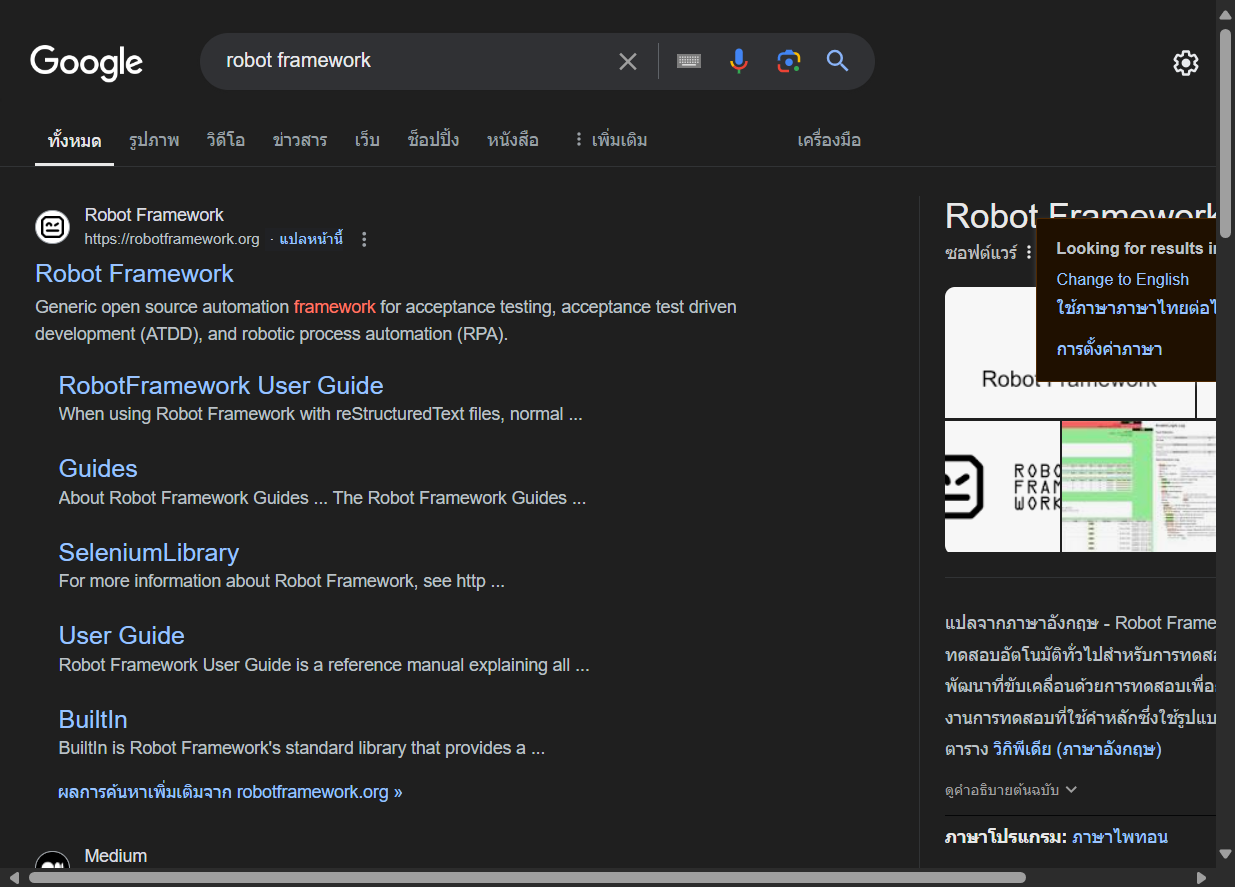 Google
robot framework
ทั้งหมด
รูปภาพ
วิดีโอ
ข่าวสาร
เว็บ
ช็อปปิ้ง
หนังสือ
เพิ่มเติม
เครื่องมือ
Robot Framework
https://robotframework.org · แปลหน้านี้
Robot Framework
Generic open source automation framework for acceptance testing, acceptance test driven
development (ATDD), and robotic process automation (RPA).
RobotFramework User Guide
When using Robot Framework with reStructuredText files, normal ...
Guides
About Robot Framework Guides ... The Robot Framework Guides ...
SeleniumLibrary
For more information about Robot Framework, see http ...
User Guide
Robot Framework User Guide is a reference manual explaining all ...
BuiltIn
BuiltIn is Robot Framework's standard library that provides a ...
ผลการค้นหาเพิ่มเติมจาก robotframework.org »
Medium
Robot Framework
ซอฟต์แวร์
Looking for results
Change to English
ใช้ภาษาภาษาไทยต่อ
การตั้งค่าภาษา
Robot Framework
ROBO
FRAM
WORK
แปลจากภาษาอังกฤษ - Robot Frame
ทดสอบอัตโนมัติทั่วไปสำหรับการทดส
พัฒนาที่ขับเคลื่อนด้วยการทดสอบเพื่อ
งานการทดสอบที่ใช้คำหลักซึ่งใช้รูปแบ
ตาราง วิกิพีเดีย (ภาษาอังกฤษ)
ดูคำอธิบายต้นฉบับ
ภาษาโปรแกรม: ภาษาไพทอน